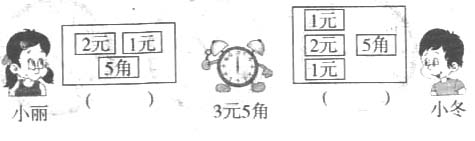 2元 1元
5角
(    )
小丽
3元5角
1元
2元 5角
1元
(    )
小冬